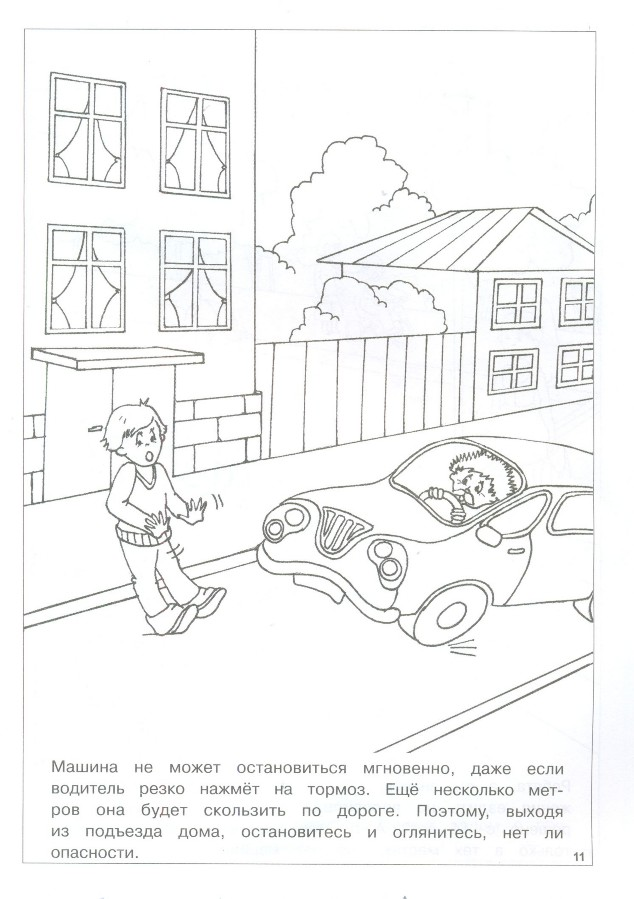 Машина не может остановиться мгновенно, даже если
водитель резко нажмёт на тормоз. Ещё несколько мет-
ров она будет скользить по дороге. Поэтому, выходя
из подъезда дома, остановитесь и оглянитесь, нет ли
опасности.
11